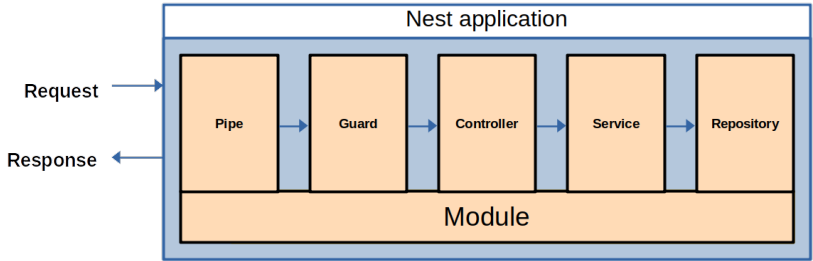 Nest application
Request
Response
Pipe
Guard
Controller
Service
Repository
Module